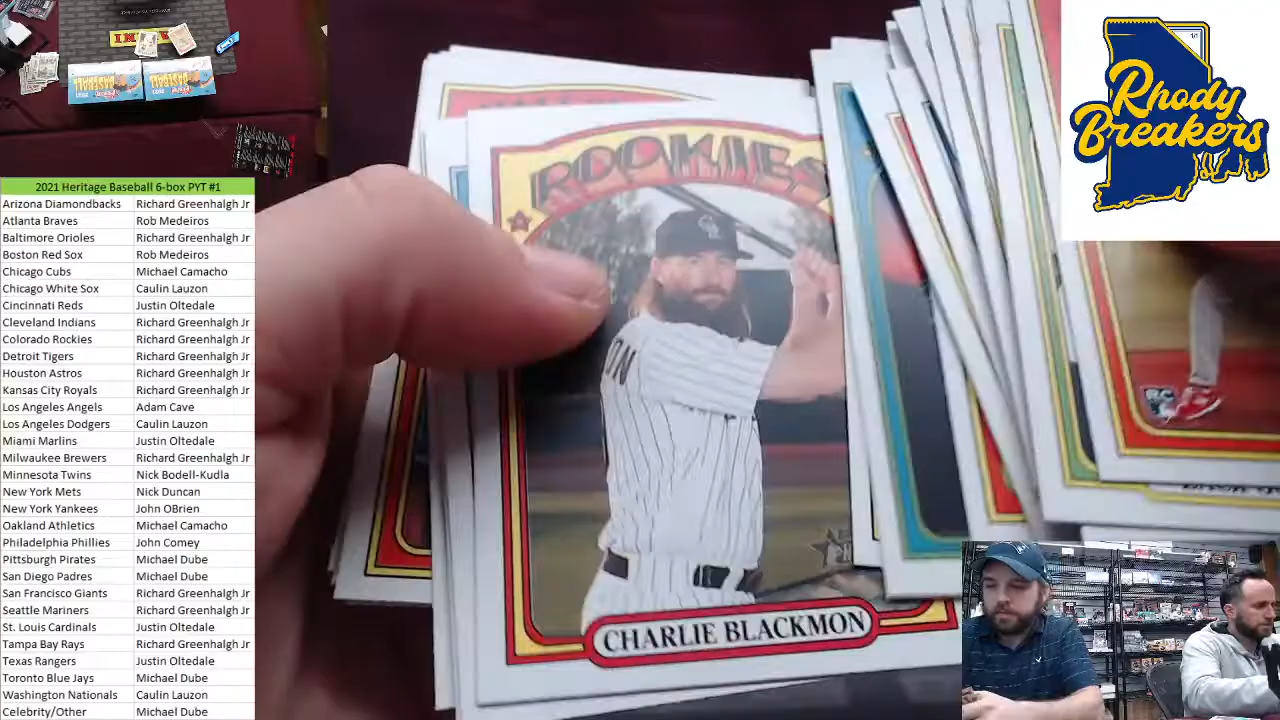 Rhody
Breakers
1/1
ROOKIES
CHARLIE BLACKMON
2021 Heritage Baseball 6-box PYT #1
Arizona Diamondbacks Richard Greenhalgh Jr
Atlanta Braves Rob Medeiros
Baltimore Orioles Richard Greenhalgh Jr
Boston Red Sox Rob Medeiros
Chicago Cubs Michael Camacho
Chicago White Sox Caulin Lauzon
Cincinnati Reds Justin Oltedale
Cleveland Indians Richard Greenhalgh Jr
Colorado Rockies Richard Greenhalgh Jr
Detroit Tigers Richard Greenhalgh Jr
Houston Astros Richard Greenhalgh Jr
Kansas City Royals Richard Greenhalgh Jr
Los Angeles Angels Adam Cave
Los Angeles Dodgers Caulin Lauzon
Miami Marlins Justin Oltedale
Milwaukee Brewers Richard Greenhalgh Jr
Minnesota Twins Nick Bodell-Kudla
New York Mets Nick Duncan
New York Yankees John OBrien
Oakland Athletics Michael Camacho
Philadelphia Phillies John Comey
Pittsburgh Pirates Michael Dube
San Diego Padres Michael Dube
San Francisco Giants Richard Greenhalgh Jr
Seattle Mariners Richard Greenhalgh Jr
St. Louis Cardinals Justin Oltedale
Tampa Bay Rays Richard Greenhalgh Jr
Texas Rangers Justin Oltedale
Toronto Blue Jays Michael Dube
Washington Nationals Caulin Lauzon
Celebrity/Other Michael Dube